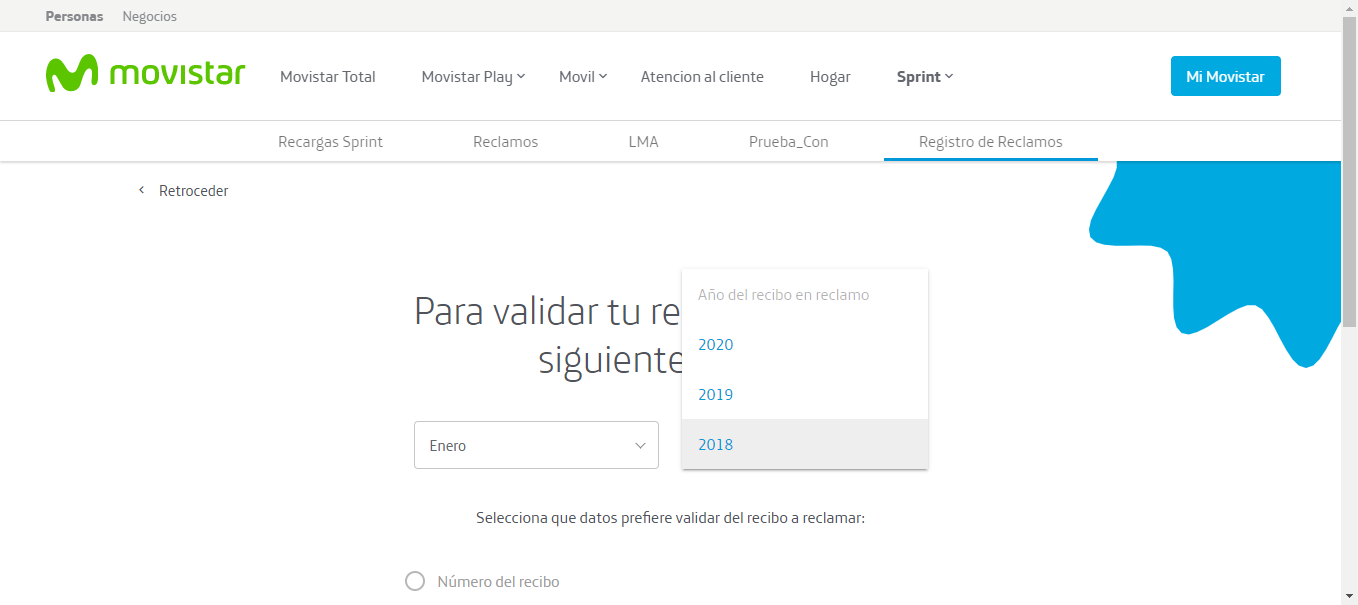 Personas Negocios
movistar Movistar Total Movistar Play Movil Atencion al cliente Hogar Sprint Mi Movistar
Recargas Sprint Reclamos LMA Prueba_Con Registro de Reclamos
Retroceder
Año del recibo en reclamo
Para validar tu re
2020
siguiente
2019
Enero 2018
Selecciona que datos prefiere validar del recibo a reclamar:
Número del recibo